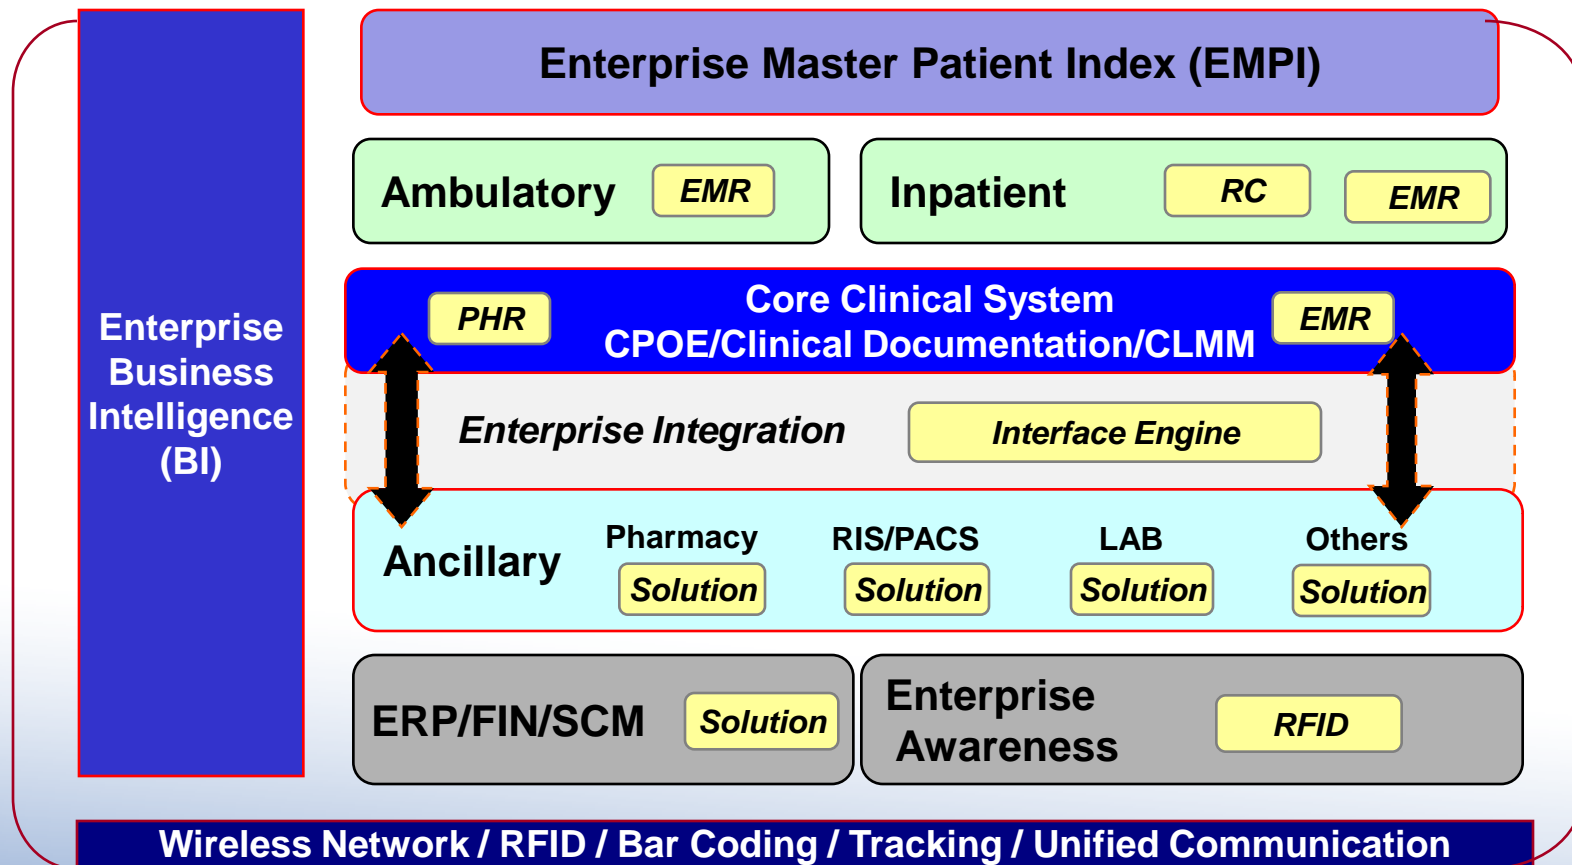 Enterprise Master Patient Index (EMPI)
Ambulatory
EMR
Inpatient
RC
EMR
Enterprise
Business
Intelligence
(BI)
PHR
Core Clinical System
CPOE/Clinical Documentation/CLMM
EMR
Enterprise Integration
Interface Engine
Ancillary
Pharmacy
Solution
RIS/PACS
Solution
LAB
Solution
Others
Solution
ERP/FIN/SCM
Solution
Enterprise
Awareness
RFID
Wireless Network / RFID / Bar Coding / Tracking / Unified Communication